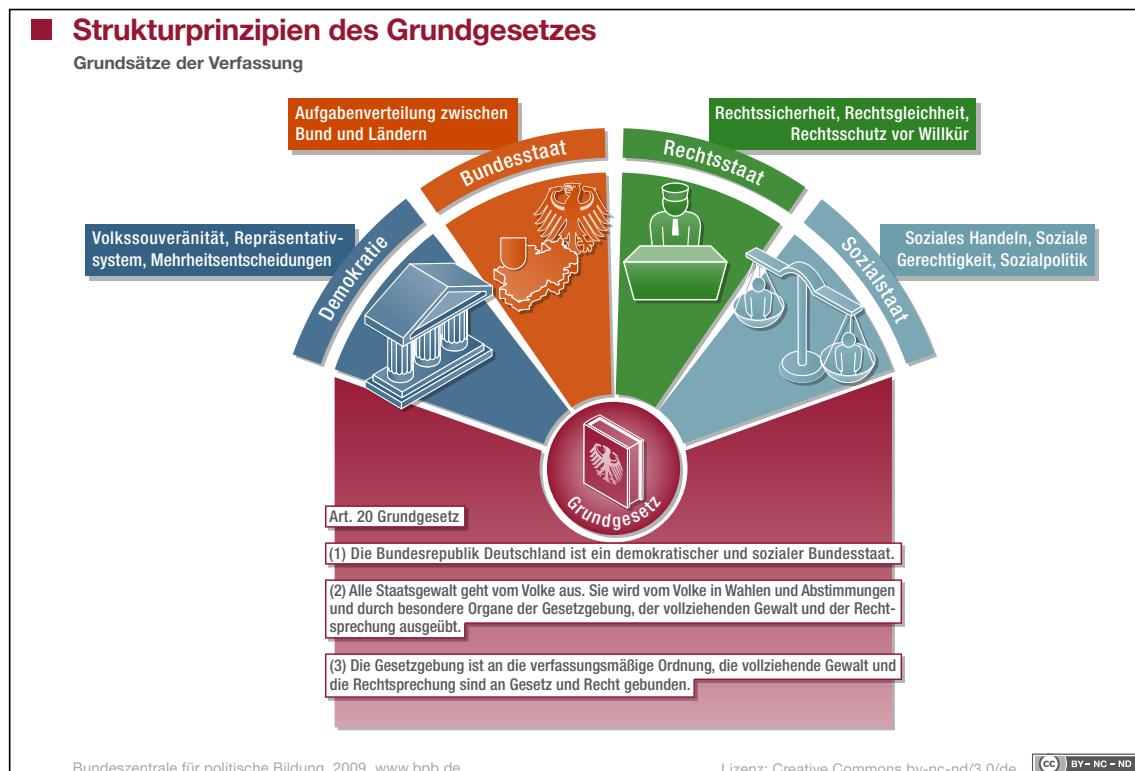 Strukturprinzipien des Grundgesetzes
Grundsätze der Verfassung
Aufgabenverteilung zwischen
Bund und Ländern
Rechtssicherheit, Rechtsgleichheit,
Rechtsschutz vor Willkür
Bundesstaat
Rechtsstaat
Volkssouveränität, Repräsentativ-
system, Mehrheitsentscheidungen
Soziales Handeln, Soziale
Gerechtigkeit, Sozialpolitik
Demokratie
Sozialstaat
Grundgesetz
Art. 20 Grundgesetz
(1) Die Bundesrepublik Deutschland ist ein demokratischer und sozialer Bundesstaat.
(2) Alle Staatsgewalt geht vom Volke aus. Sie wird vom Volke in Wahlen und Abstimmungen
und durch besondere Organe der Gesetzgebung, der vollziehenden Gewalt und der Recht-
sprechung ausgeübt.
(3) Die Gesetzgebung ist an die verfassungsmäßige Ordnung, die vollziehende Gewalt und
die Rechtsprechung sind an Gesetz und Recht gebunden.
Bundeszentrale für politische Bildung, 2009, www.bpb.de
Lizenz: Creative Commons by-nc-nd/3.0/de
cc BY - NC - ND